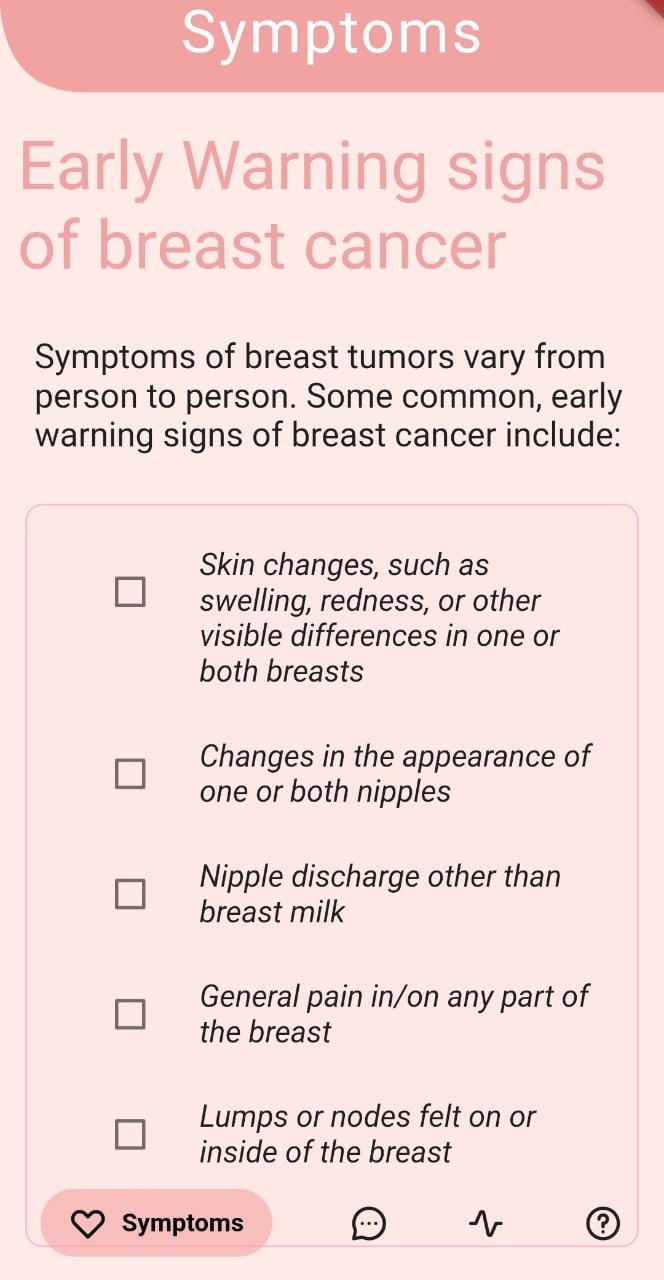 Symptoms
Early Warning signs
of breast cancer
Symptoms of breast tumors vary from
person to person. Some common, early
warning signs of breast cancer include:
Skin changes, such as
swelling, redness, or other
visible differences in one or
both breasts
Changes in the appearance of
one or both nipples
Nipple discharge other than
breast milk
General pain in/on any part of
the breast
Lumps or nodes felt on or
inside of the breast
Symptoms